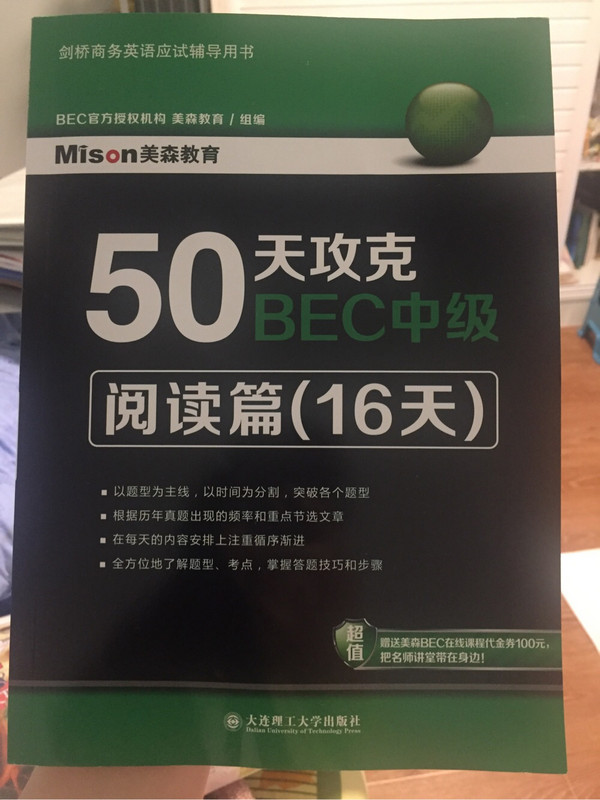 剑桥商务英语应试辅导用书
BEC官方授权机构 美森教育 / 组编
Mison美森教育
50天攻克
BEC中级
阅读篇(16天)
■ 以题型为主线，以时间为分割，突破各个题型
■ 根据历年真题出现的频率和重点节选文章
■ 在每天的内容安排上注重循序渐进
■ 全方位地了解题型、考点，掌握答题技巧和步骤
超值
赠送美森BEC在线课程代金券100元，
把名师讲堂带在身边！
大连理工大学出版社
Dalian University of Technology Press